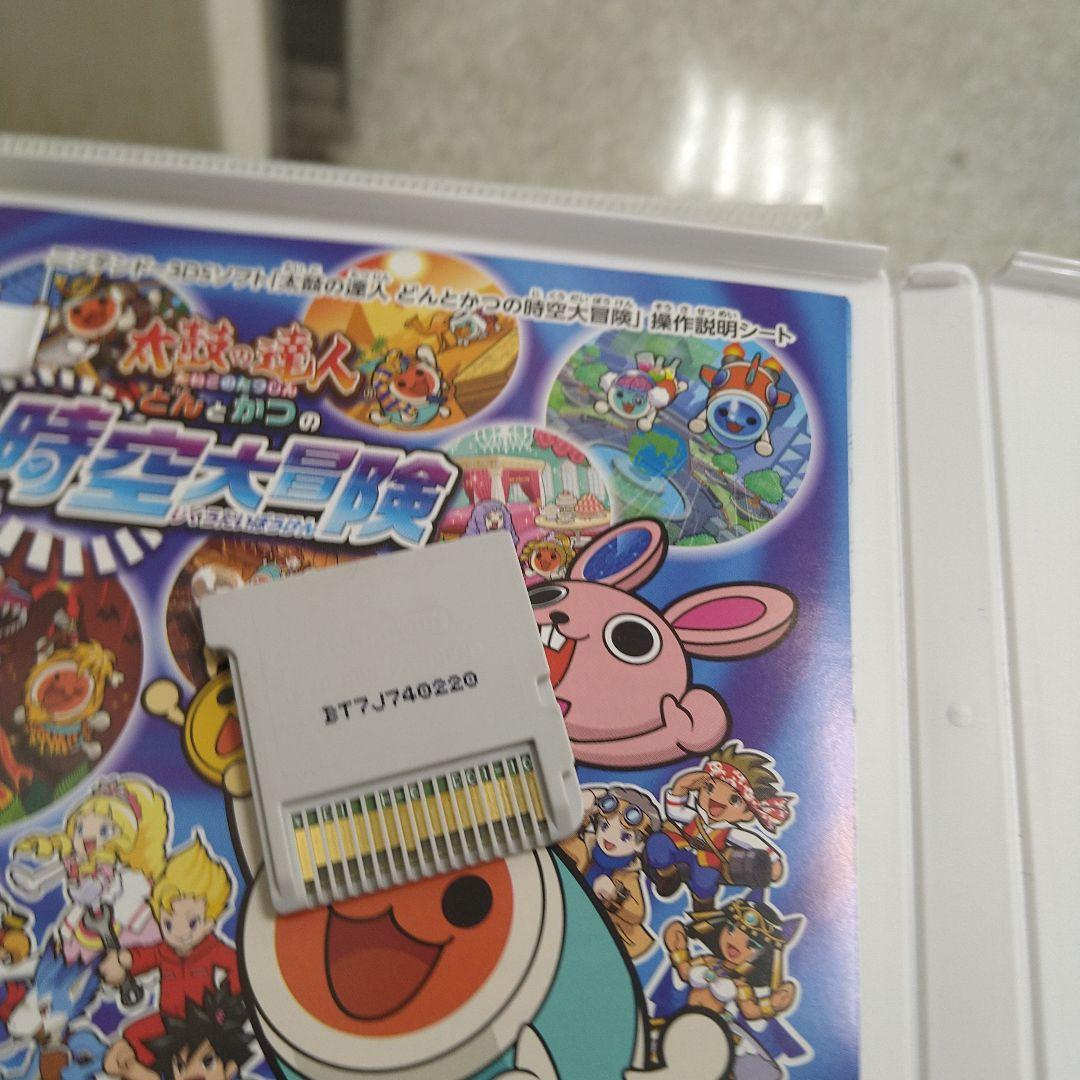 ニンテンドー3DSソフト「太鼓の達人 どんとかつの時空大冒険」操作説明シート
太鼓の達人
どんとかつの
時空大冒険
BT7J740220